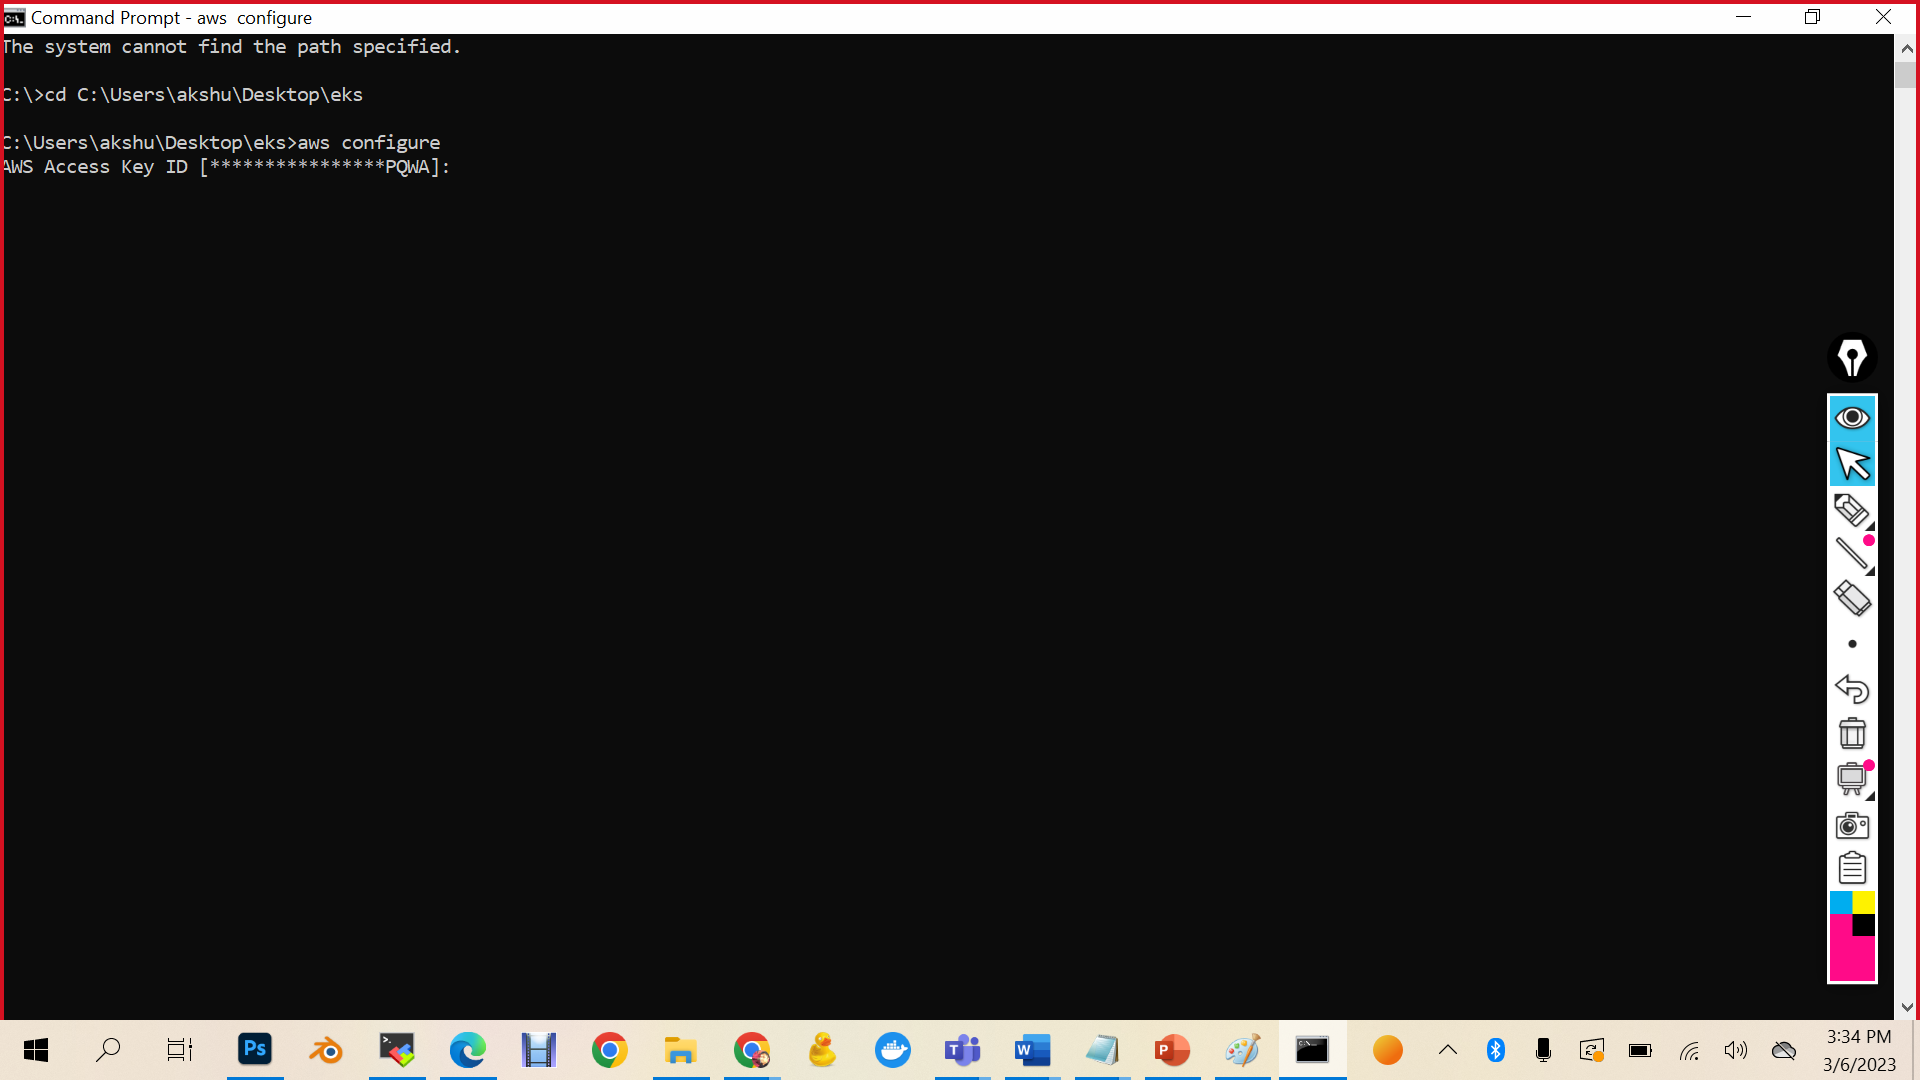 Command Prompt - aws  configure
The system cannot find the path specified.
C:\>cd C:\Users\akshu\Desktop\eks
C:\Users\akshu\Desktop\eks>aws configure
AWS Access Key ID [****************PQWA]:
Ps
T
W
P
3:34 PM
3/6/2023